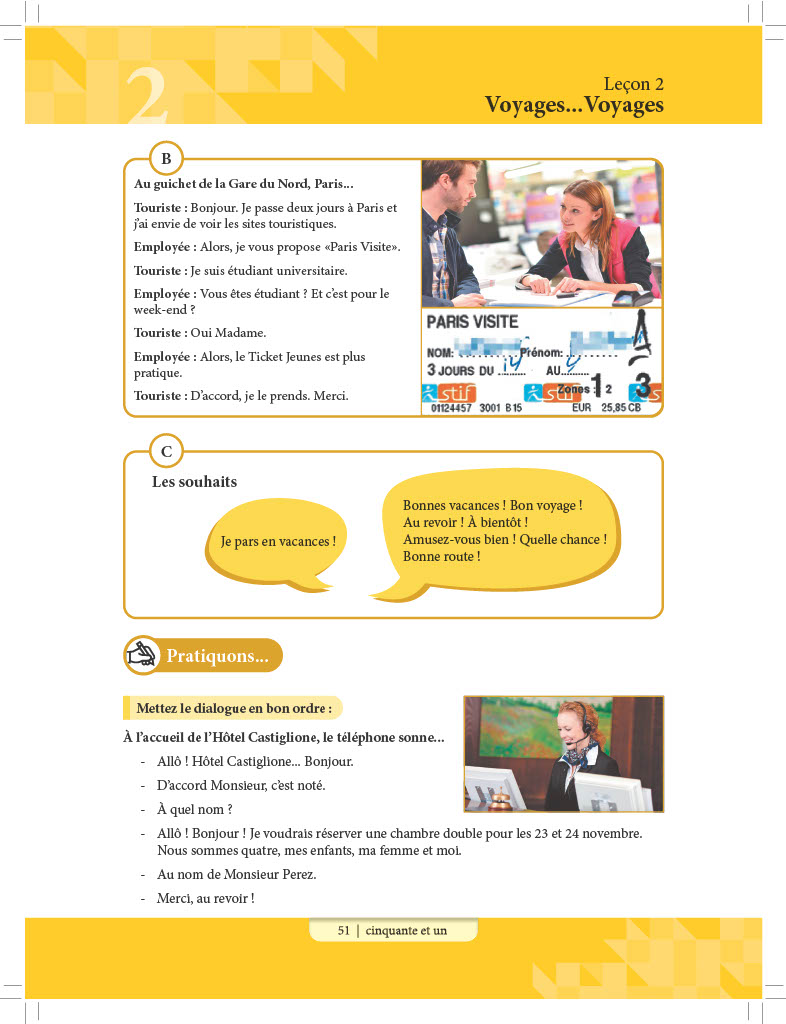 2
Leçon 2
Voyages...Voyages
B
Au guichet de la Gare du Nord, Paris...
Touriste : Bonjour. Je passe deux jours à Paris et
j'ai envie de voir les sites touristiques.
Employée : Alors, je vous propose «Paris Visite».
Touriste : Je suis étudiant universitaire.
Employée : Vous êtes étudiant ? Et c'est pour le
week-end ?
Touriste : Oui Madame.
Employée : Alors, le Ticket Jeunes est plus
pratique.
Touriste : D'accord, je le prends. Merci.
PARIS VISITE
NOM: Prénom:
3 JOURS DU AU
stif stif Zones : 1 2 3
01124457 3001 B15 EUR 25,85 CB
C
Les souhaits
Je pars en vacances !
Bonnes vacances ! Bon voyage !
Au revoir ! À bientôt !
Amusez-vous bien ! Quelle chance !
Bonne route !
Pratiquons...
Mettez le dialogue en bon ordre :
À l'accueil de l'Hôtel Castiglione, le téléphone sonne...
- Allô ! Hôtel Castiglione... Bonjour.
- D'accord Monsieur, c'est noté.
- À quel nom ?
- Allô ! Bonjour ! Je voudrais réserver une chambre double pour les 23 et 24 novembre.
Nous sommes quatre, mes enfants, ma femme et moi.
- Au nom de Monsieur Perez.
- Merci, au revoir !
51 | cinquante et un